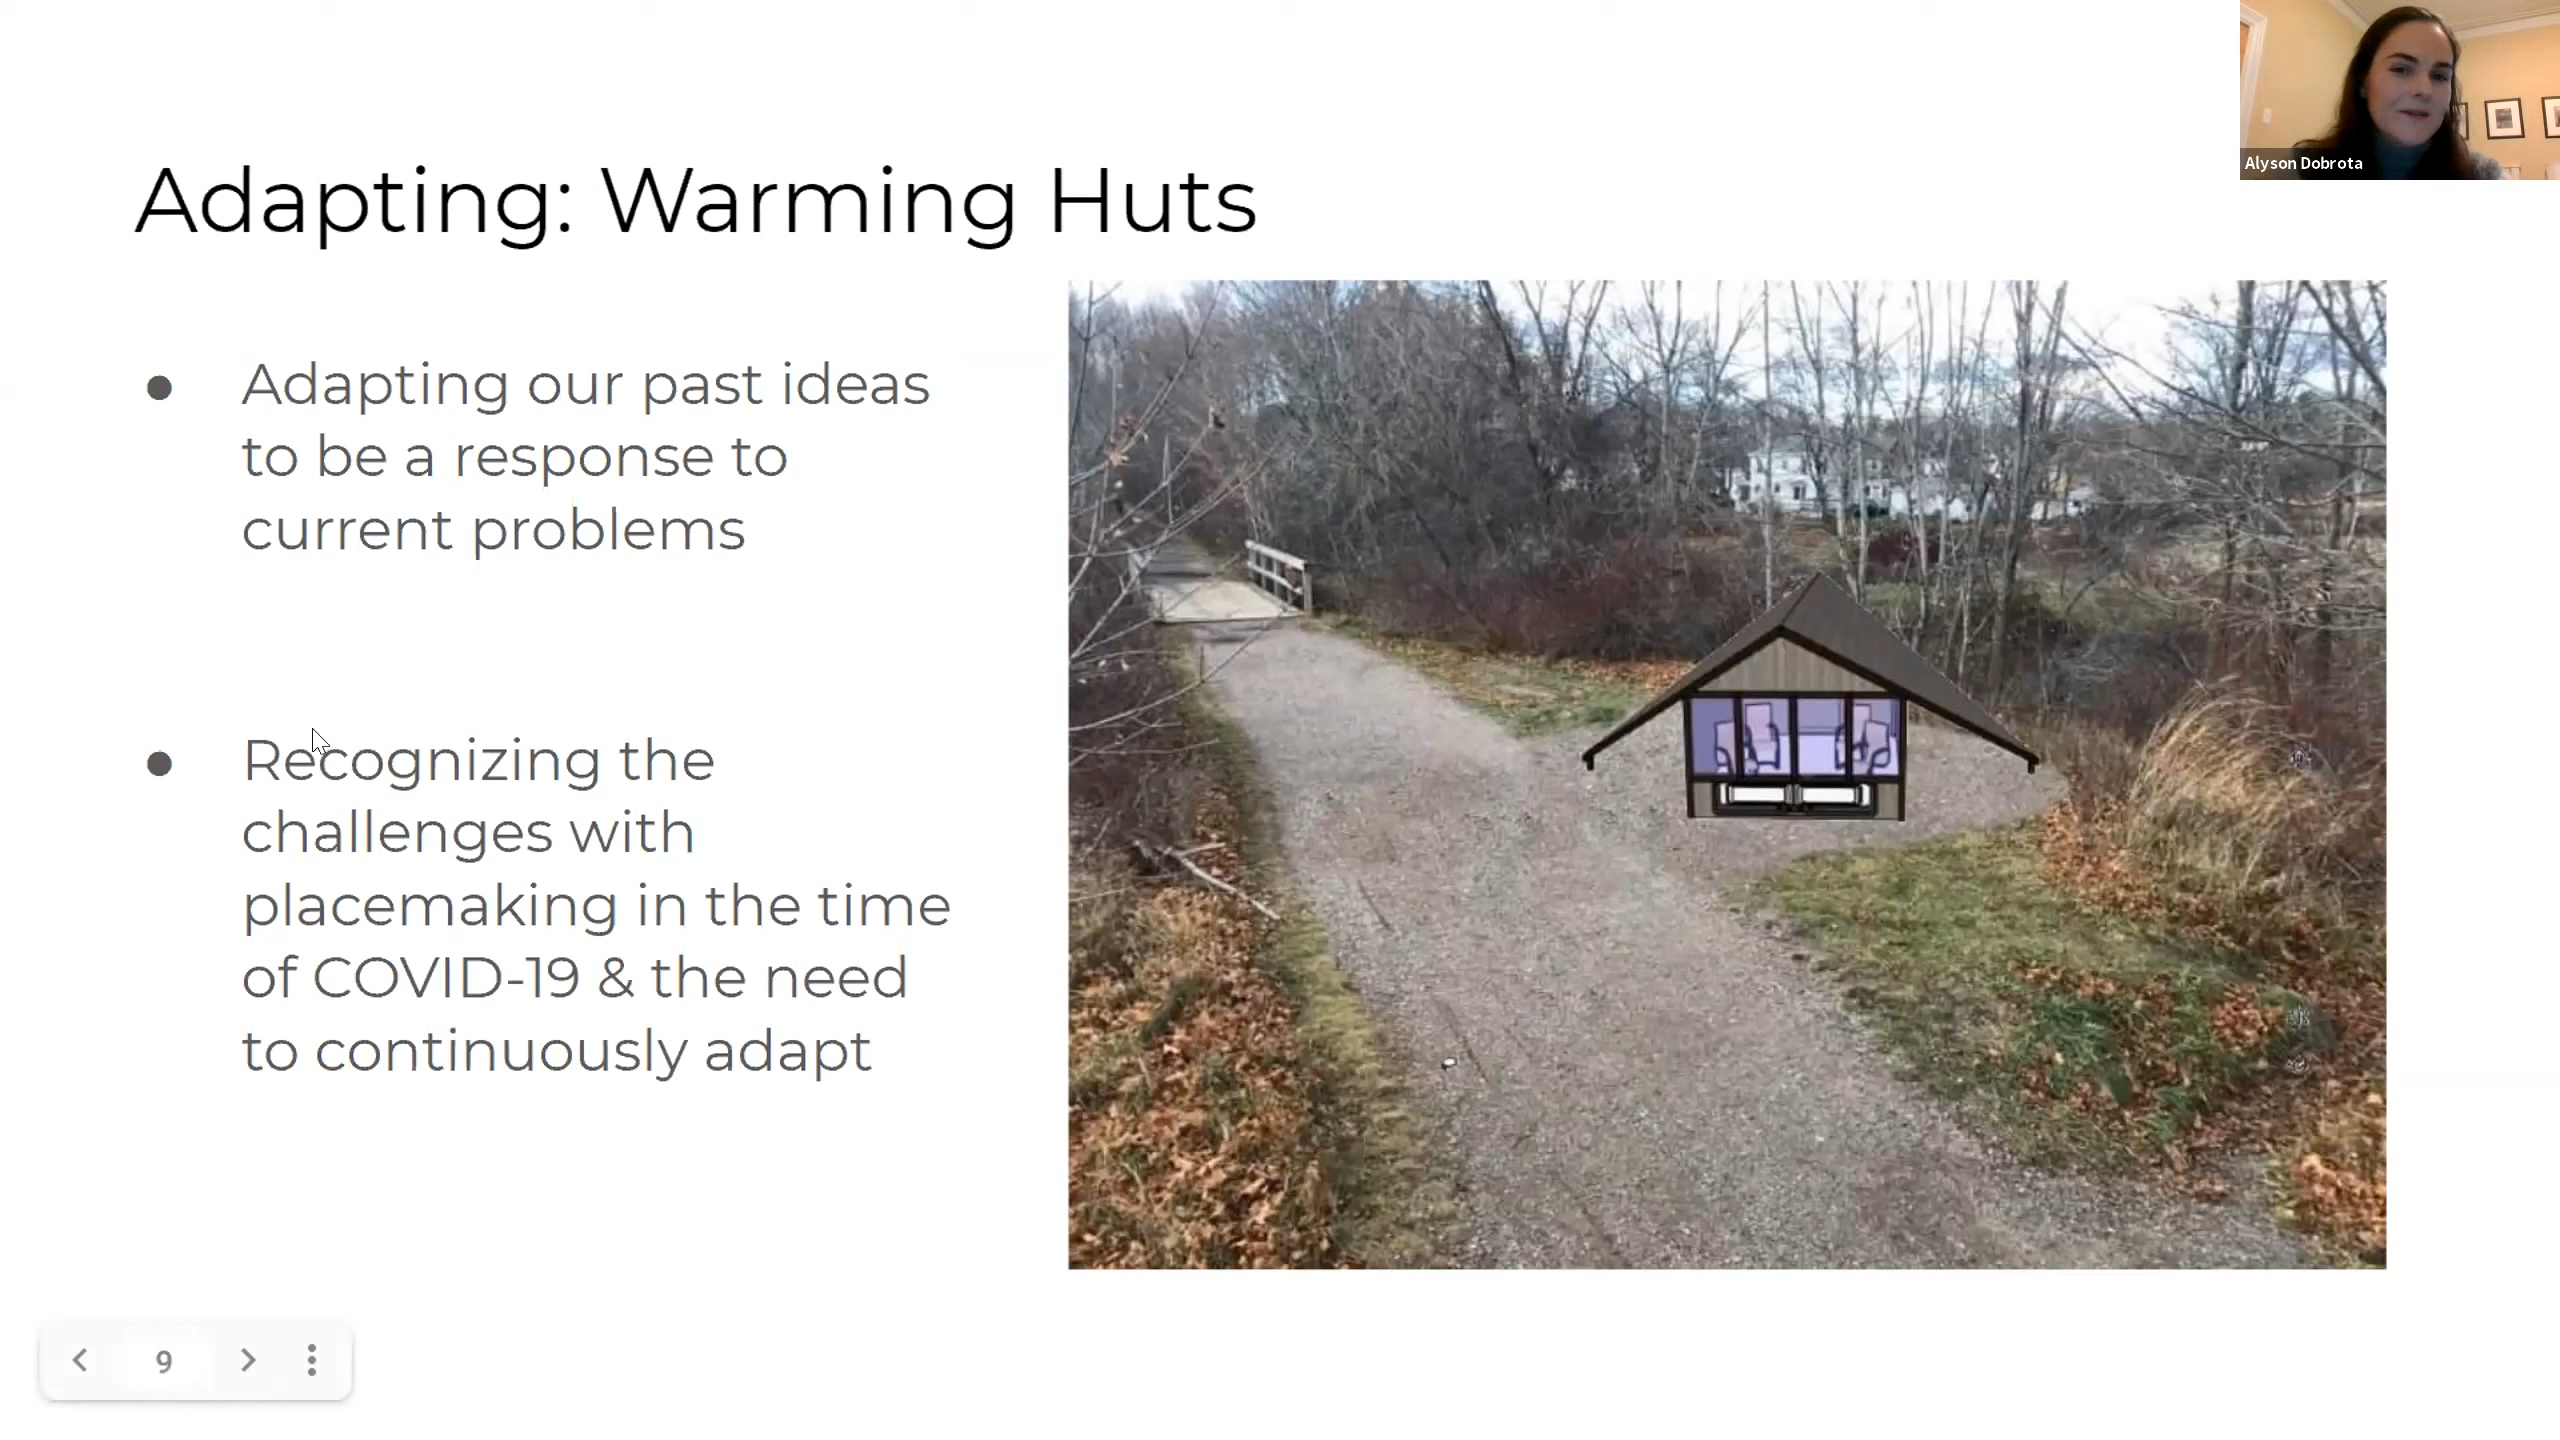 Alyson Dobrota
Adapting: Warming Huts
● Adapting our past ideas
to be a response to
current problems
● Recognizing the
challenges with
placemaking in the time
of COVID-19 & the need
to continuously adapt
9